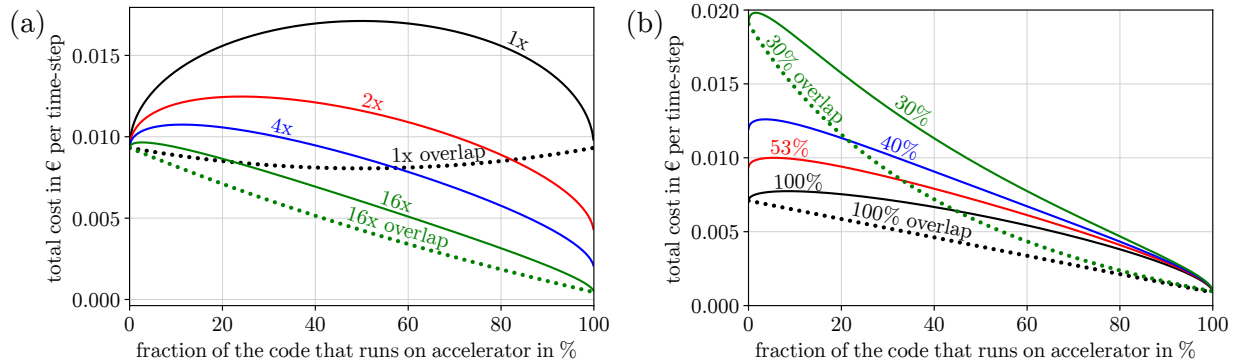 (a)
total cost in € per time-step
0.015
0.010
0.005
0.000
1x
2x
4x
1x overlap
16x
16x overlap
0 20 40 60 80 100
fraction of the code that runs on accelerator in %
(b)
total cost in € per time-step
0.020
0.015
0.010
0.005
0.000
30% overlap
30%
40%
53%
100%
100% overlap
0 20 40 60 80 100
fraction of the code that runs on accelerator in %